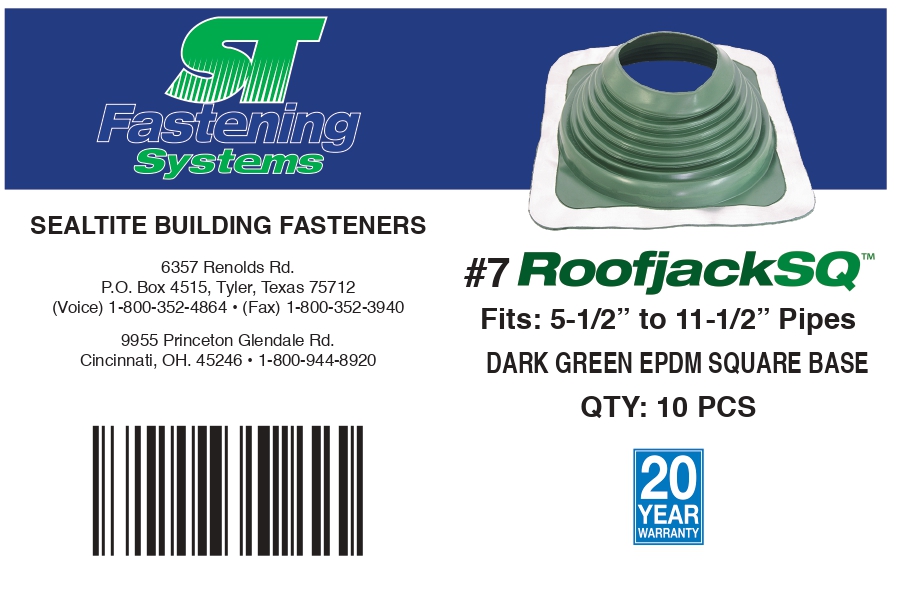 ST
Fastening
Systems
SEALTITE BUILDING FASTENERS
6357 Renolds Rd.
P.O. Box 4515, Tyler, Texas 75712
(Voice) 1-800-352-4864 • (Fax) 1-800-352-3940
9955 Princeton Glendale Rd.
Cincinnati, OH. 45246 • 1-800-944-8920
#7 RoofjackSQ™
Fits: 5-1/2” to 11-1/2” Pipes
DARK GREEN EPDM SQUARE BASE
QTY: 10 PCS
20
YEAR
WARRANTY